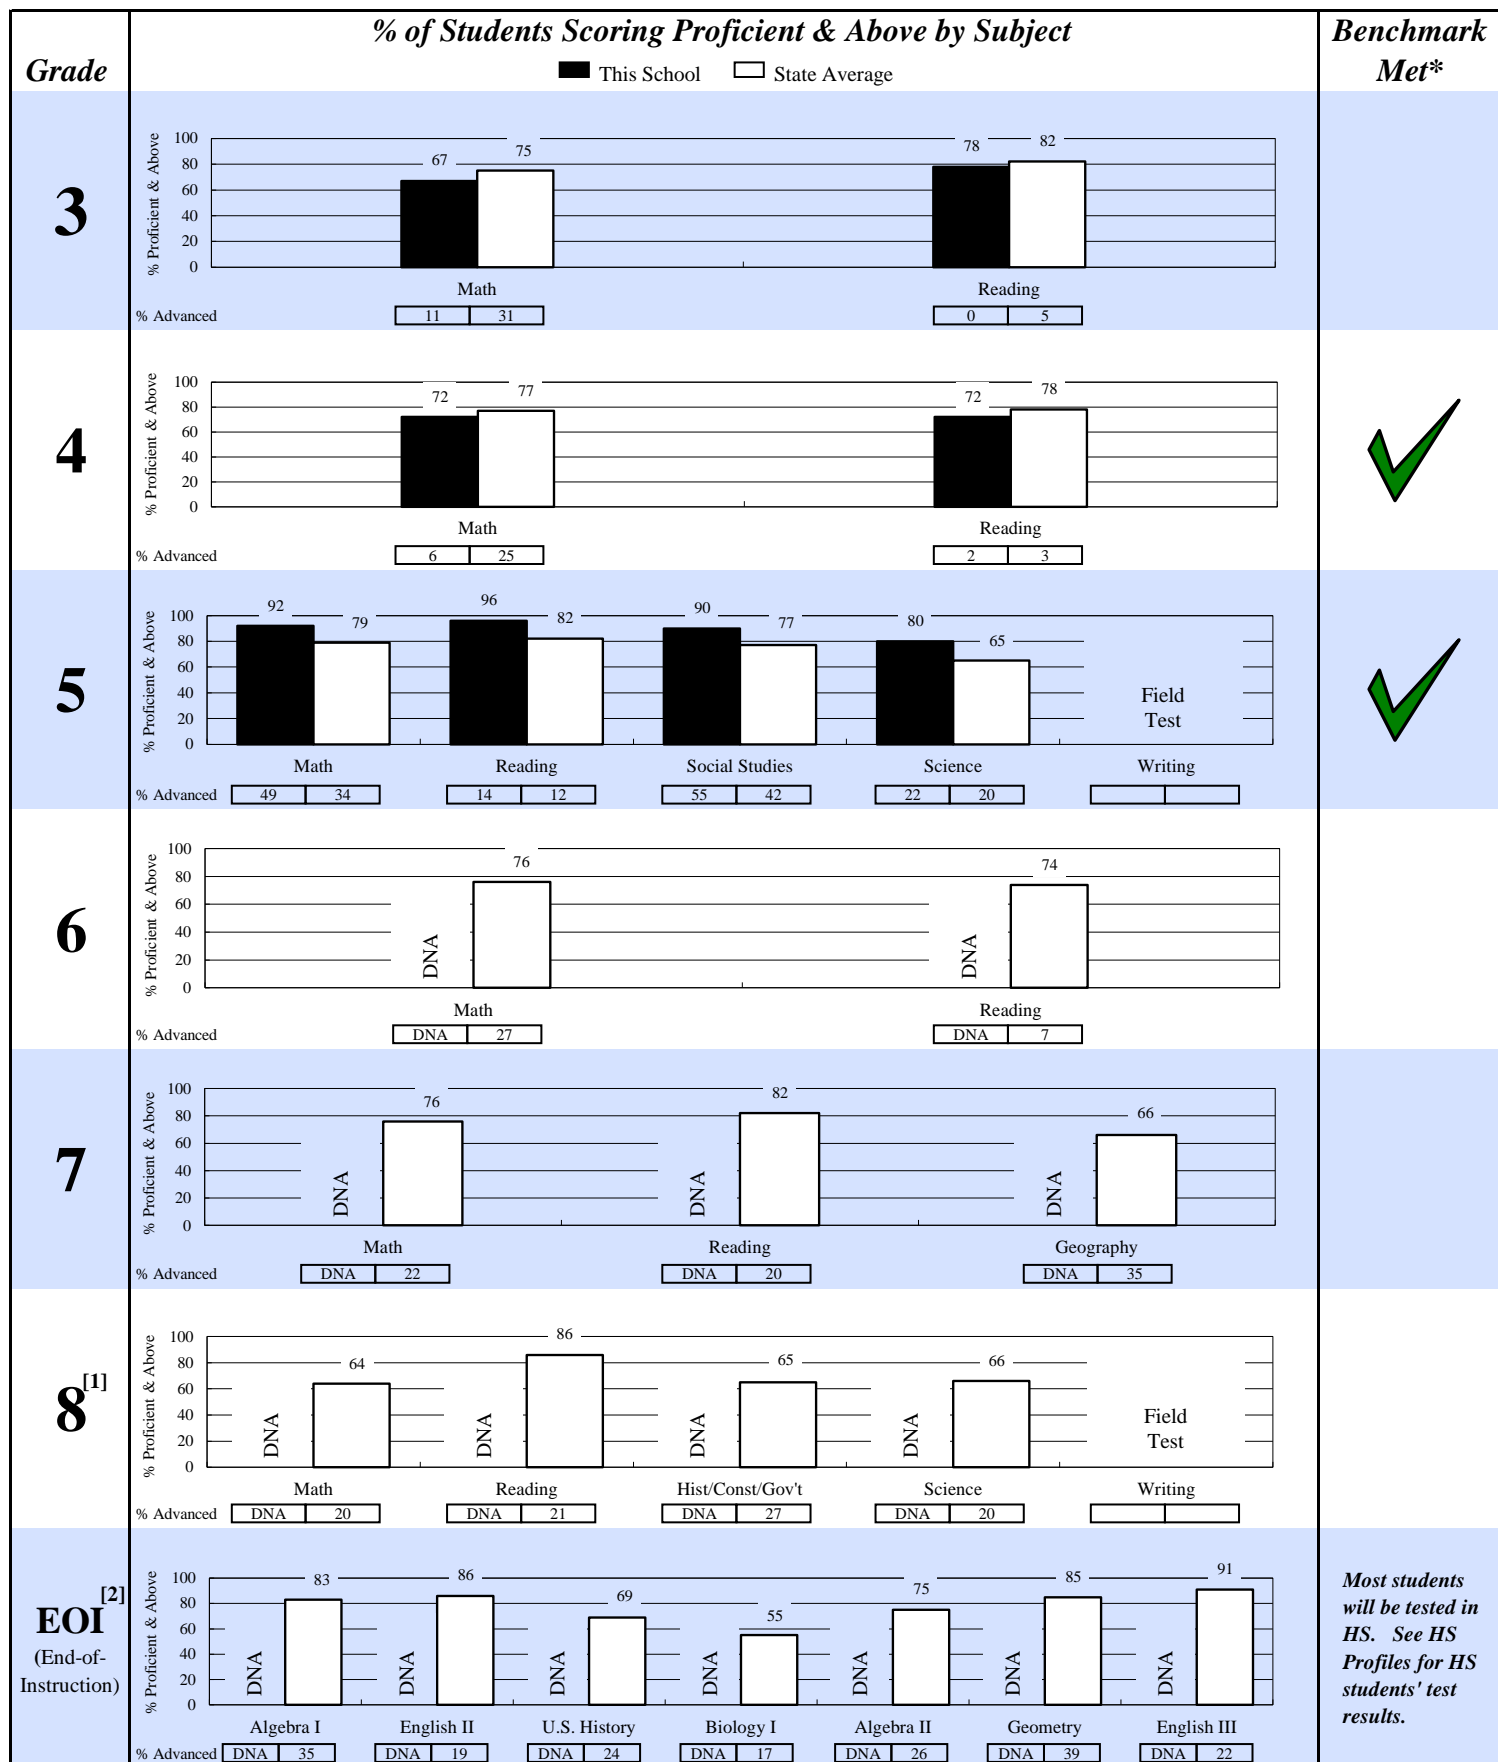 % of Students Scoring Proficient & Above by Subject
Benchmark
Met*
Grade
This School State Average
3
% Proficient & Above
100
80
60
40
20
0
67 75 78 82
Math Reading
% Advanced 11 31 0 5
4
% Proficient & Above
100
80
60
40
20
0
72 77 72 78
Math Reading
% Advanced 6 25 2 3
5
% Proficient & Above
100
80
60
40
20
0
92 79 96 82 90 77 80 65
Field
Test
Math Reading Social Studies Science Writing
% Advanced 49 34 14 12 55 42 22 20
6
% Proficient & Above
100
80
60
40
20
0
DNA 76 DNA 74
Math Reading
% Advanced DNA 27 DNA 7
7
% Proficient & Above
100
80
60
40
20
0
DNA 76 DNA 82 DNA 66
Math Reading Geography
% Advanced DNA 22 DNA 20 DNA 35
8[1]
% Proficient & Above
100
80
60
40
20
0
DNA 64 DNA 86 DNA 65 DNA 66
Field
Test
Math Reading Hist/Const/Gov't Science Writing
% Advanced DNA 20 DNA 21 DNA 27 DNA 20
EOI[2]
(End-of-
Instruction)
% Proficient & Above
100
80
60
40
20
0
DNA 83 DNA 86 DNA 69 DNA 55 DNA 75 DNA 85 DNA 91
Algebra I English II U.S. History Biology I Algebra II Geometry English III
% Advanced DNA 35 DNA 19 DNA 24 DNA 17 DNA 26 DNA 39 DNA 22
Most students
will be tested in
HS. See HS
Profiles for HS
students' test
results.